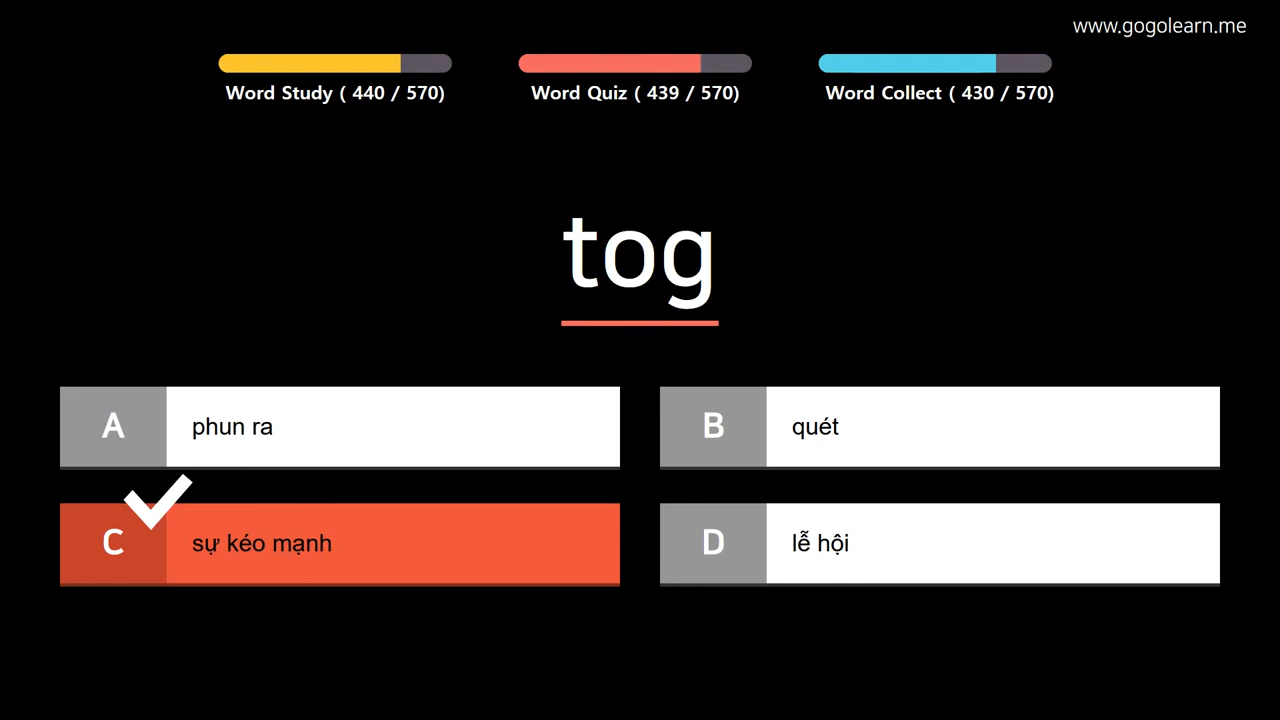 www.gogolearn.me
Word Study ( 440 / 570)
Word Quiz ( 439 / 570)
Word Collect ( 430 / 570)
tog
A
phun ra
B
quét
C
sự kéo mạnh
D
lễ hội